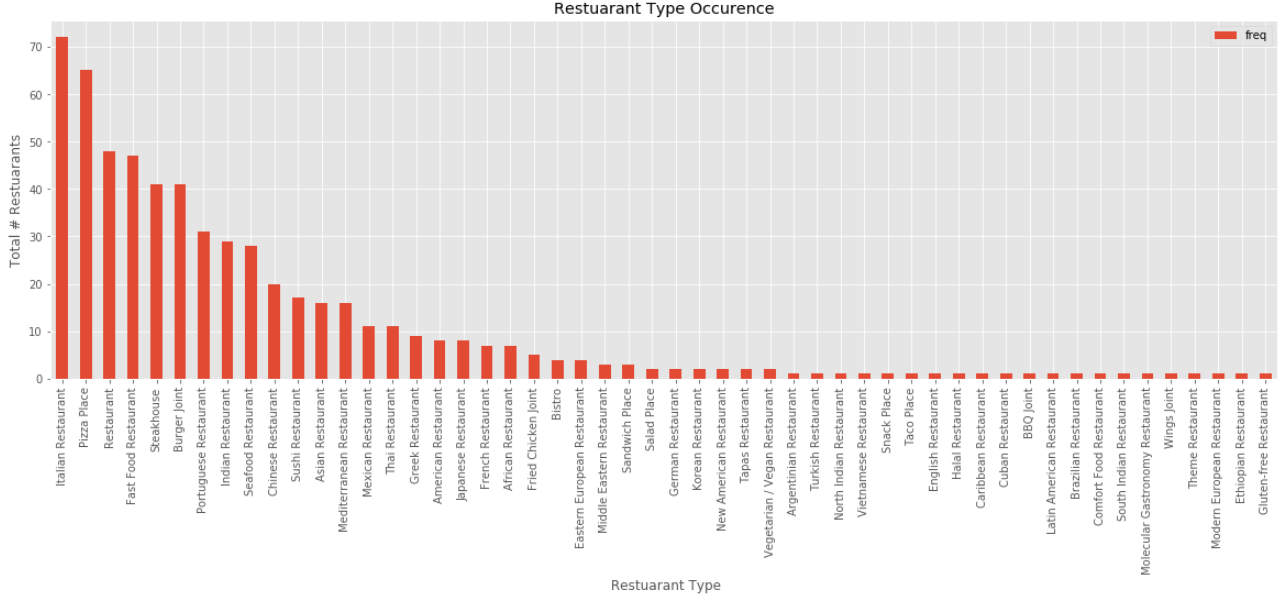 Restuarant Type Occurence
freq
Total # Restuarants
70
60
50
40
30
20
10
0
Italian Restaurant
Pizza Place
Restaurant
Fast Food Restaurant
Steakhouse
Burger Joint
Portuguese Restaurant
Indian Restaurant
Seafood Restaurant
Chinese Restaurant
Sushi Restaurant
Asian Restaurant
Mediterranean Restaurant
Mexican Restaurant
Thai Restaurant
Greek Restaurant
American Restaurant
Japanese Restaurant
French Restaurant
African Restaurant
Fried Chicken Joint
Bistro
Eastern European Restaurant
Middle Eastern Restaurant
Sandwich Place
Salad Place
German Restaurant
Korean Restaurant
New American Restaurant
Tapas Restaurant
Vegetarian / Vegan Restaurant
Argentinian Restaurant
Turkish Restaurant
North Indian Restaurant
Vietnamese Restaurant
Snack Place
Taco Place
English Restaurant
Halal Restaurant
Caribbean Restaurant
Cuban Restaurant
BBQ Joint
Latin American Restaurant
Brazilian Restaurant
Comfort Food Restaurant
South Indian Restaurant
Molecular Gastronomy Restaurant
Wings Joint
Theme Restaurant
Modern European Restaurant
Ethiopian Restaurant
Gluten-free Restaurant
Restuarant Type